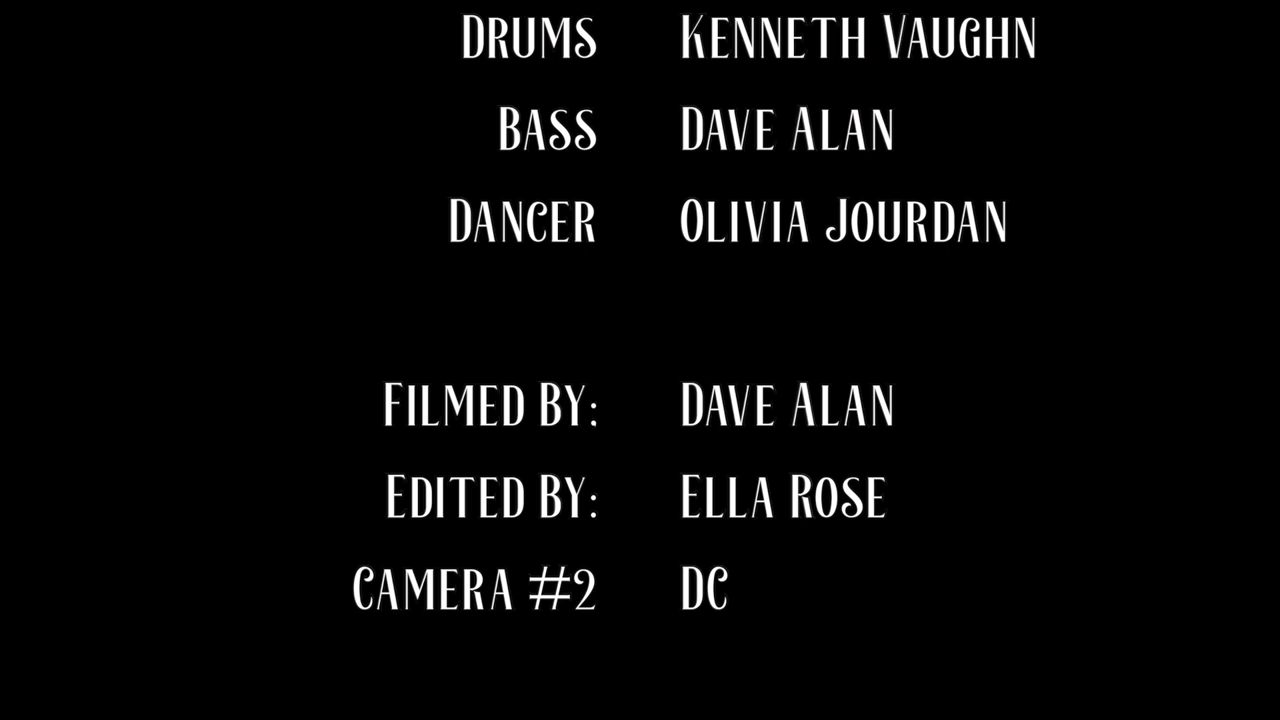 Drums Kenneth Vaughn
Bass Dave Alan
Dancer Olivia Jourdan
Filmed By: Dave Alan
Edited By: Ella Rose
Camera #2 DC